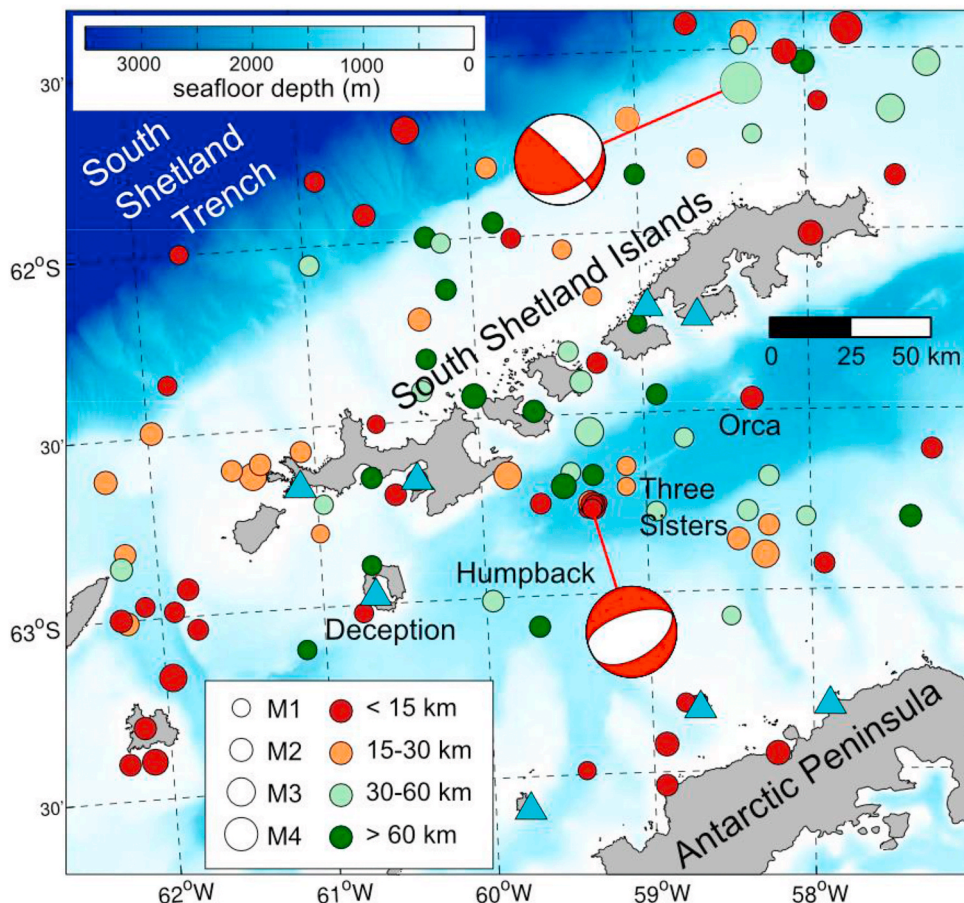 3000 2000 1000 0
seafloor depth (m)
South
Shetland
Trench
South Shetland Islands
0 25 50 km
Orca
Three
Sisters
Humpback
Deception
Antarctic Peninsula
30'
62°S
30'
63°S
30'
M1 < 15 km
M2 15-30 km
M3 30-60 km
M4 > 60 km
62°W 61°W 60°W 59°W 58°W